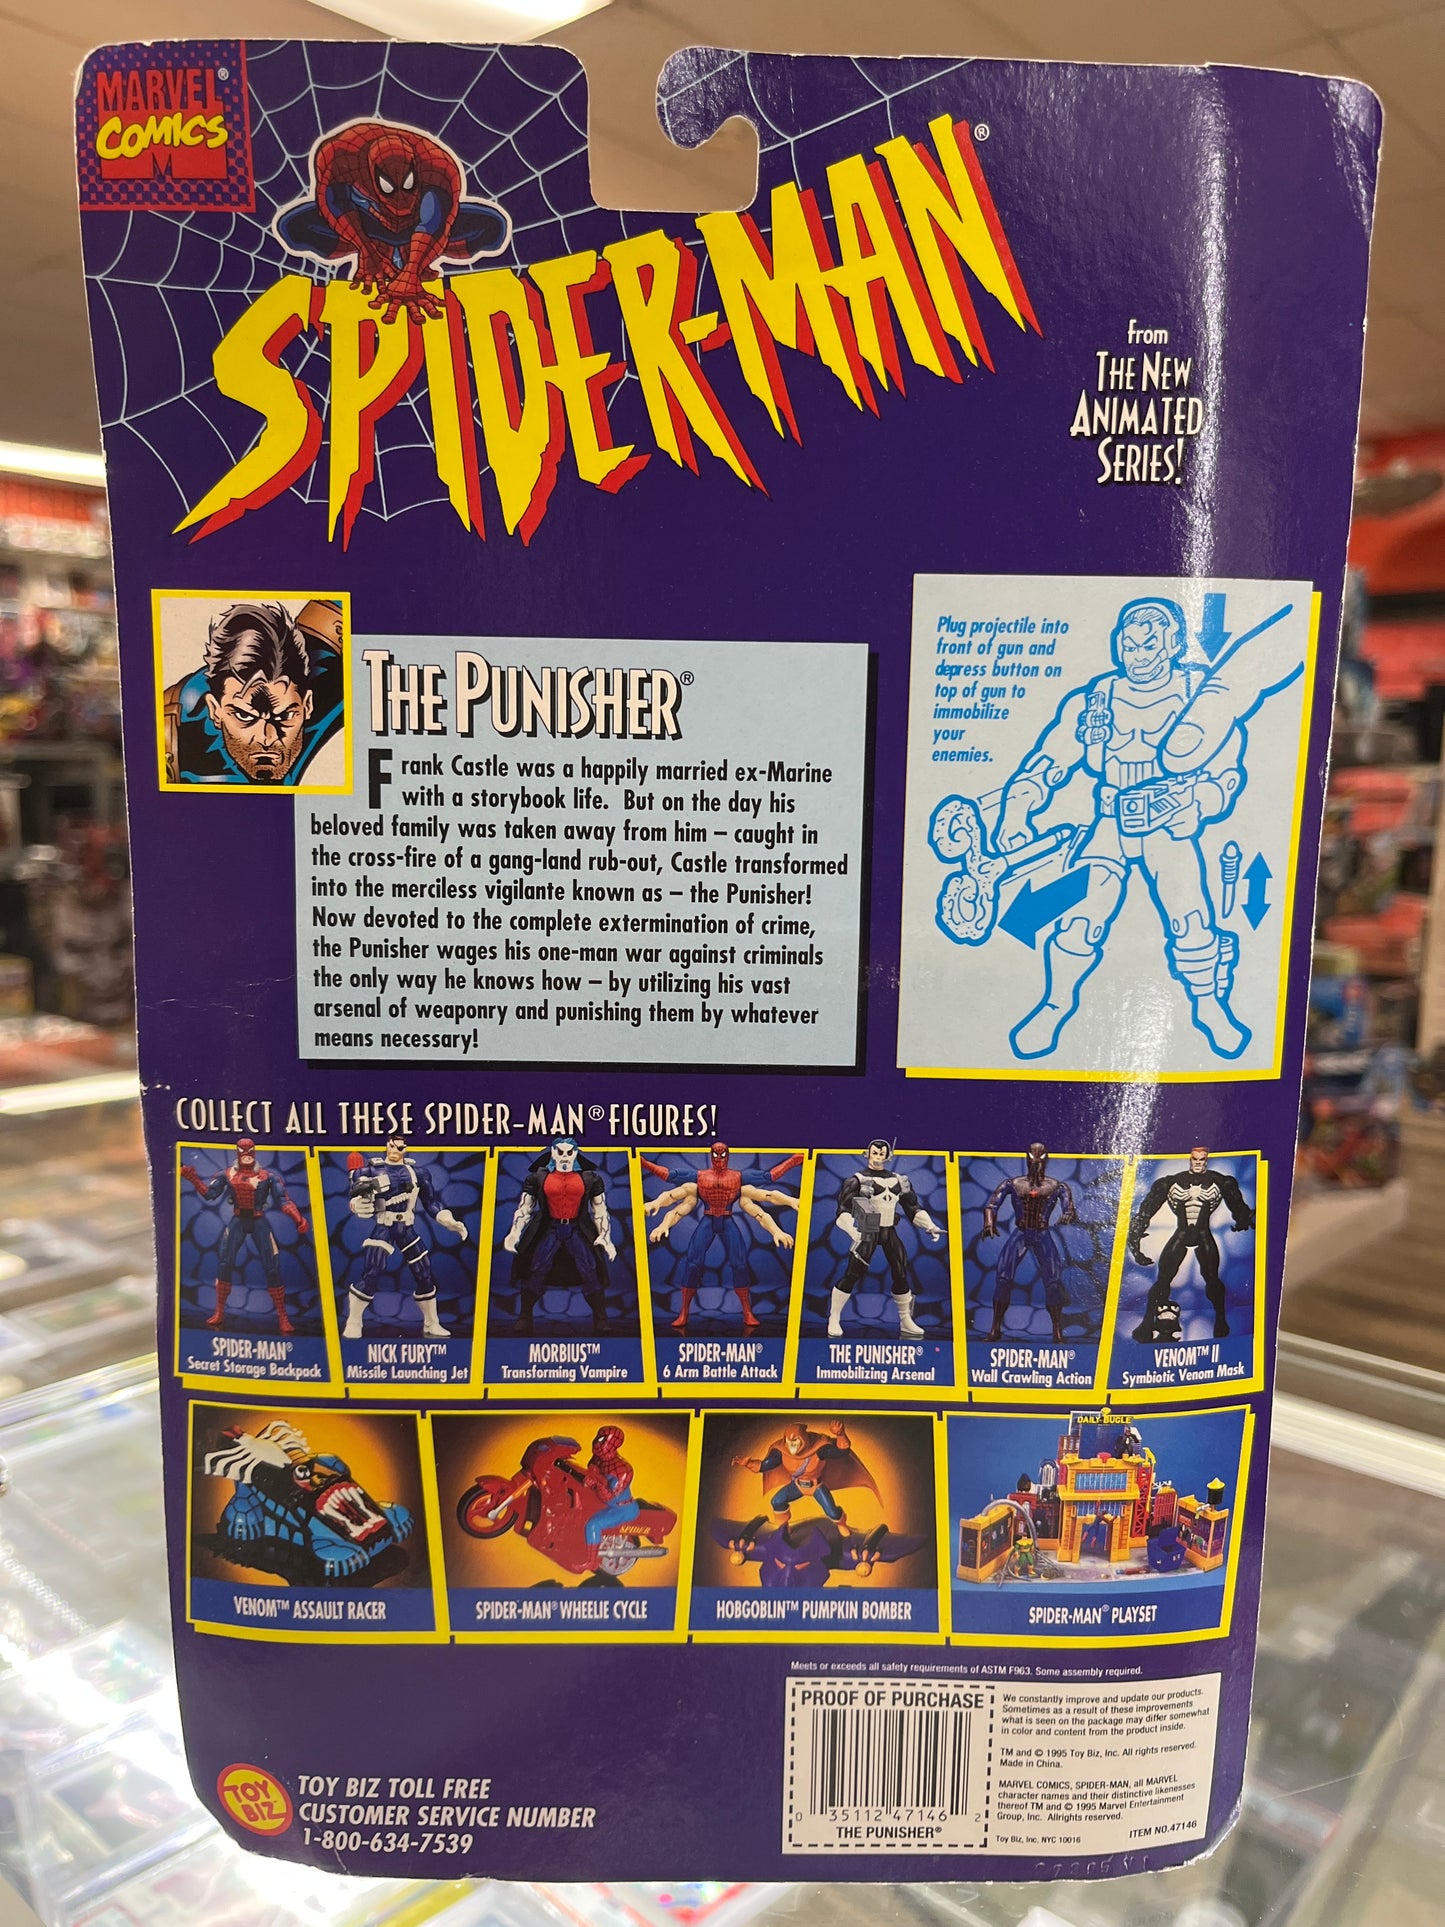 MARVEL®
COMICS
SPIDER-MAN®
from
THE NEW
ANIMATED
SERIES!
THE PUNISHER®
Frank Castle was a happily married ex-Marine
with a storybook life. But on the day his
beloved family was taken away from him – caught in
the cross-fire of a gang-land rub-out, Castle transformed
into the merciless vigilante known as – the Punisher!
Now devoted to the complete extermination of crime,
the Punisher wages his one-man war against criminals
the only way he knows how – by utilizing his vast
arsenal of weaponry and punishing them by whatever
means necessary!
Plug projectile into
front of gun and
depress button on
top of gun to
immobilize
your
enemies.
COLLECT ALL THESE SPIDER-MAN® FIGURES!
SPIDER-MAN®
Secret Storage Backpack
NICK FURY™
Missile Launching Jet
MORBIUS™
Transforming Vampire
SPIDER-MAN®
6 Arm Battle Attack
THE PUNISHER®
Immobilizing Arsenal
SPIDER-MAN®
Wall Crawling Action
VENOM™ II
Symbiotic Venom Mask
SPIDER
DAILY BUGLE
VENOM™ ASSAULT RACER
SPIDER-MAN® WHEELIE CYCLE
HOBGOBLIN™ PUMPKIN BOMBER
SPIDER-MAN® PLAYSET
Meets or exceeds all safety requirements of ASTM F963. Some assembly required.
PROOF OF PURCHASE
0 35112 47146 2
THE PUNISHER®
We constantly improve and update our products.
Sometimes as a result of these improvements
what is seen on the package may differ somewhat
in color and content from the product inside.
TM and © 1995 Toy Biz, Inc. All rights reserved.
Made in China.
MARVEL COMICS, SPIDER-MAN, all MARVEL
character names and their distinctive likenesses
thereof TM and © 1995 Marvel Entertainment
Group, Inc. Allrights reserved.
Toy Biz, Inc. NYC 10016
ITEM NO.47146
TOY
BIZ
TOY BIZ TOLL FREE
CUSTOMER SERVICE NUMBER
1-800-634-7539